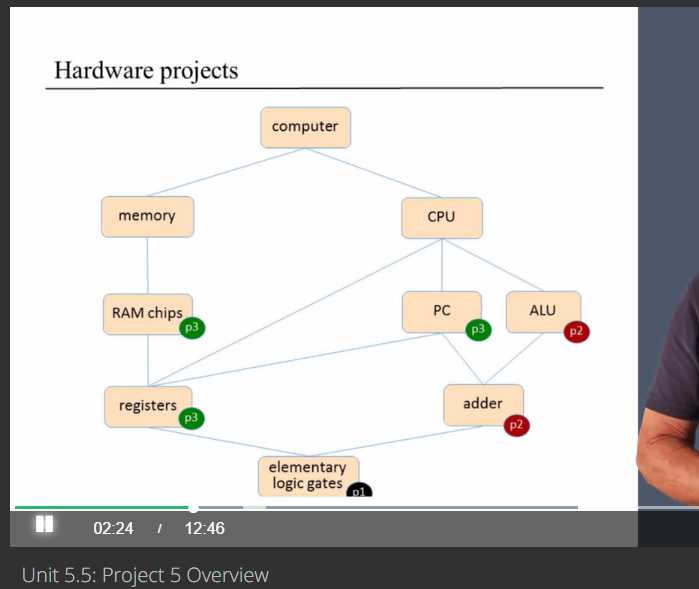 Hardware projects
computer
memory
CPU
RAM chips
p3
PC
p3
ALU
p2
registers
p3
adder
p2
elementary
logic gates
p1
02:24 / 12:46
Unit 5.5: Project 5 Overview